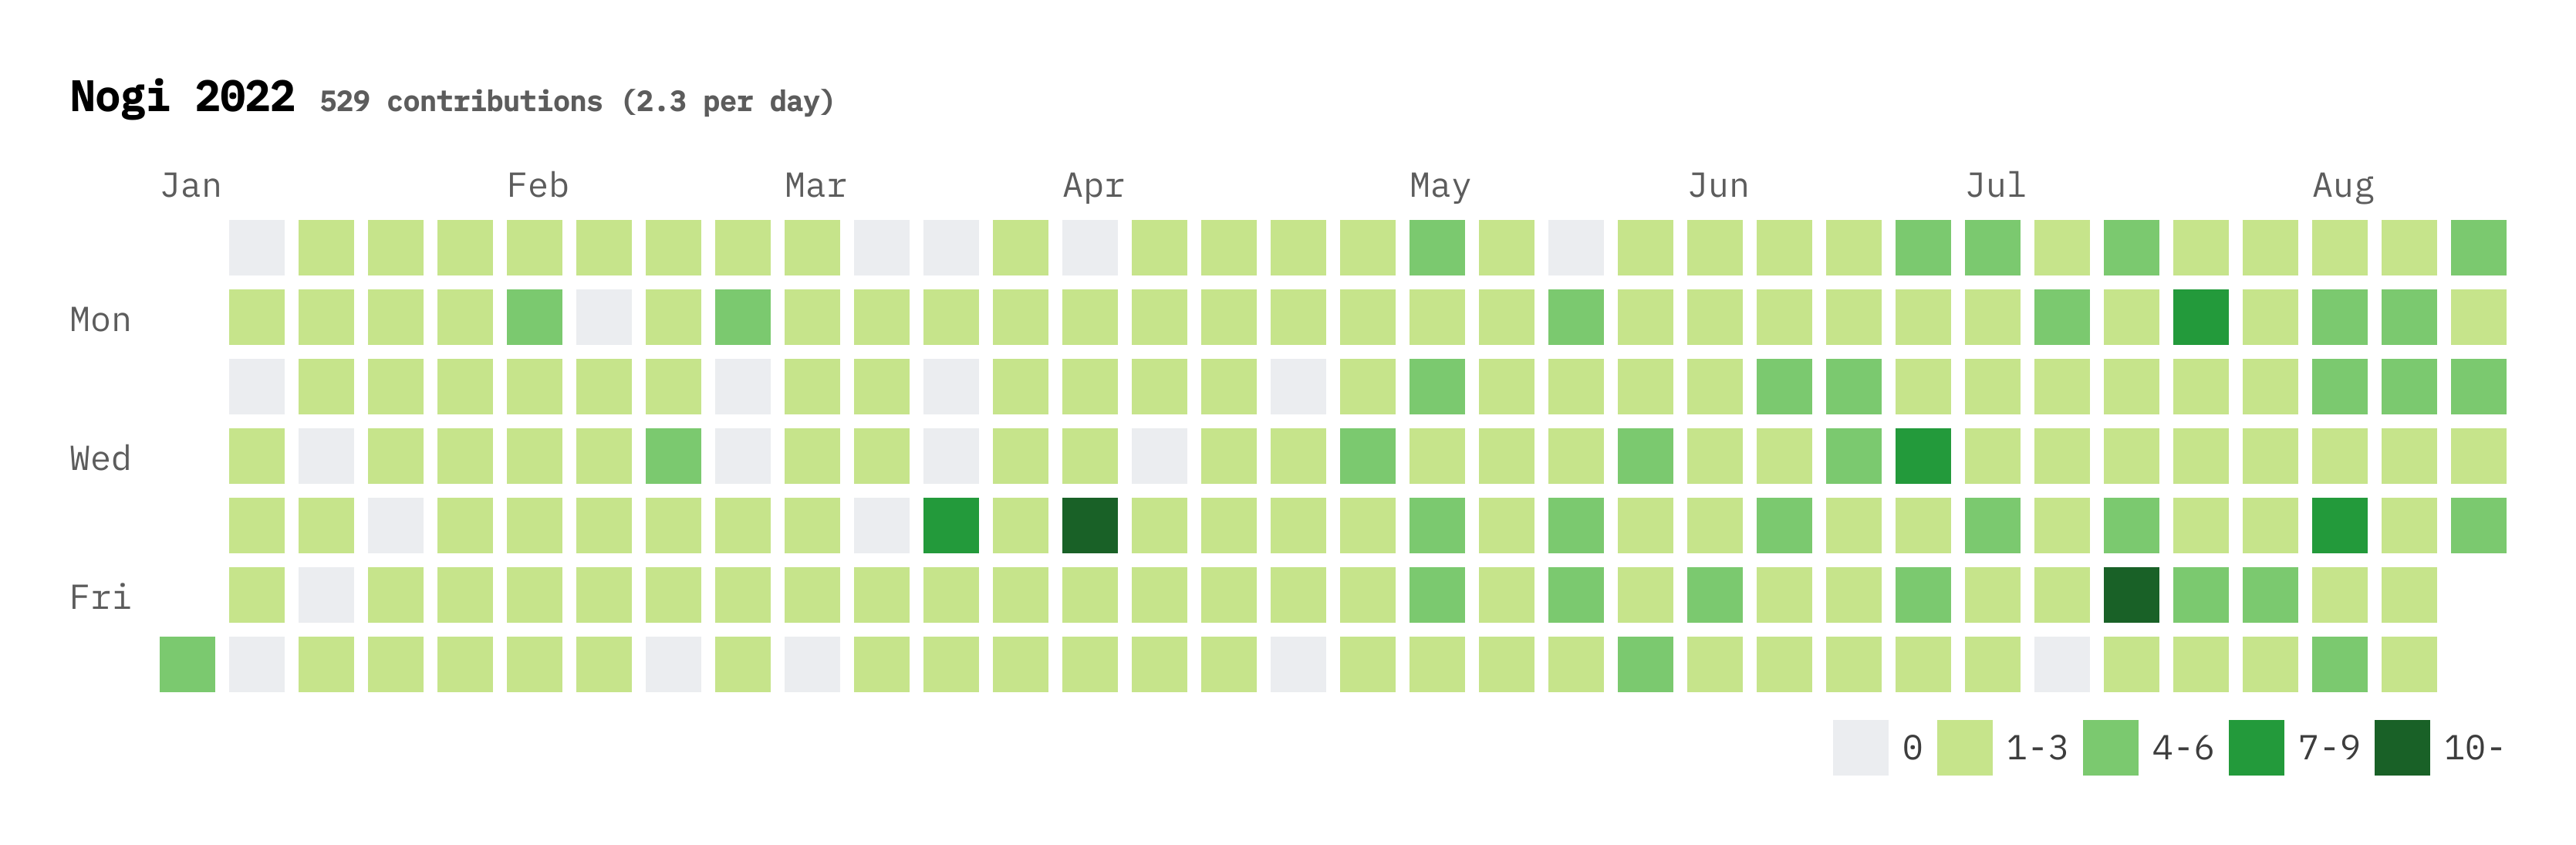 Nogi 2022 529 contributions (2.3 per day)
Jan Feb Mar Apr May Jun Jul Aug
Mon
Wed
Fri
0 1-3 4-6 7-9 10-